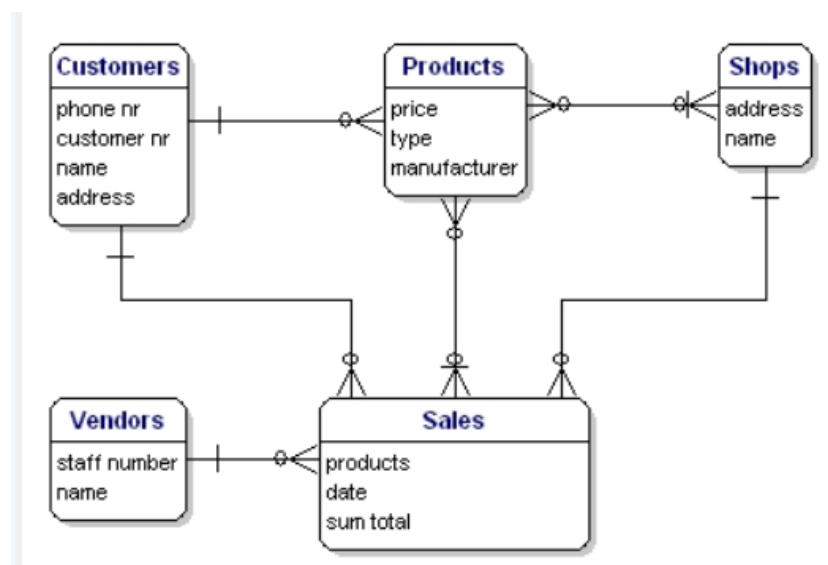 Customers
phone nr
customer nr
name
address
Products
price
type
manufacturer
Shops
address
name
Vendors
staff number
name
Sales
products
date
sum total